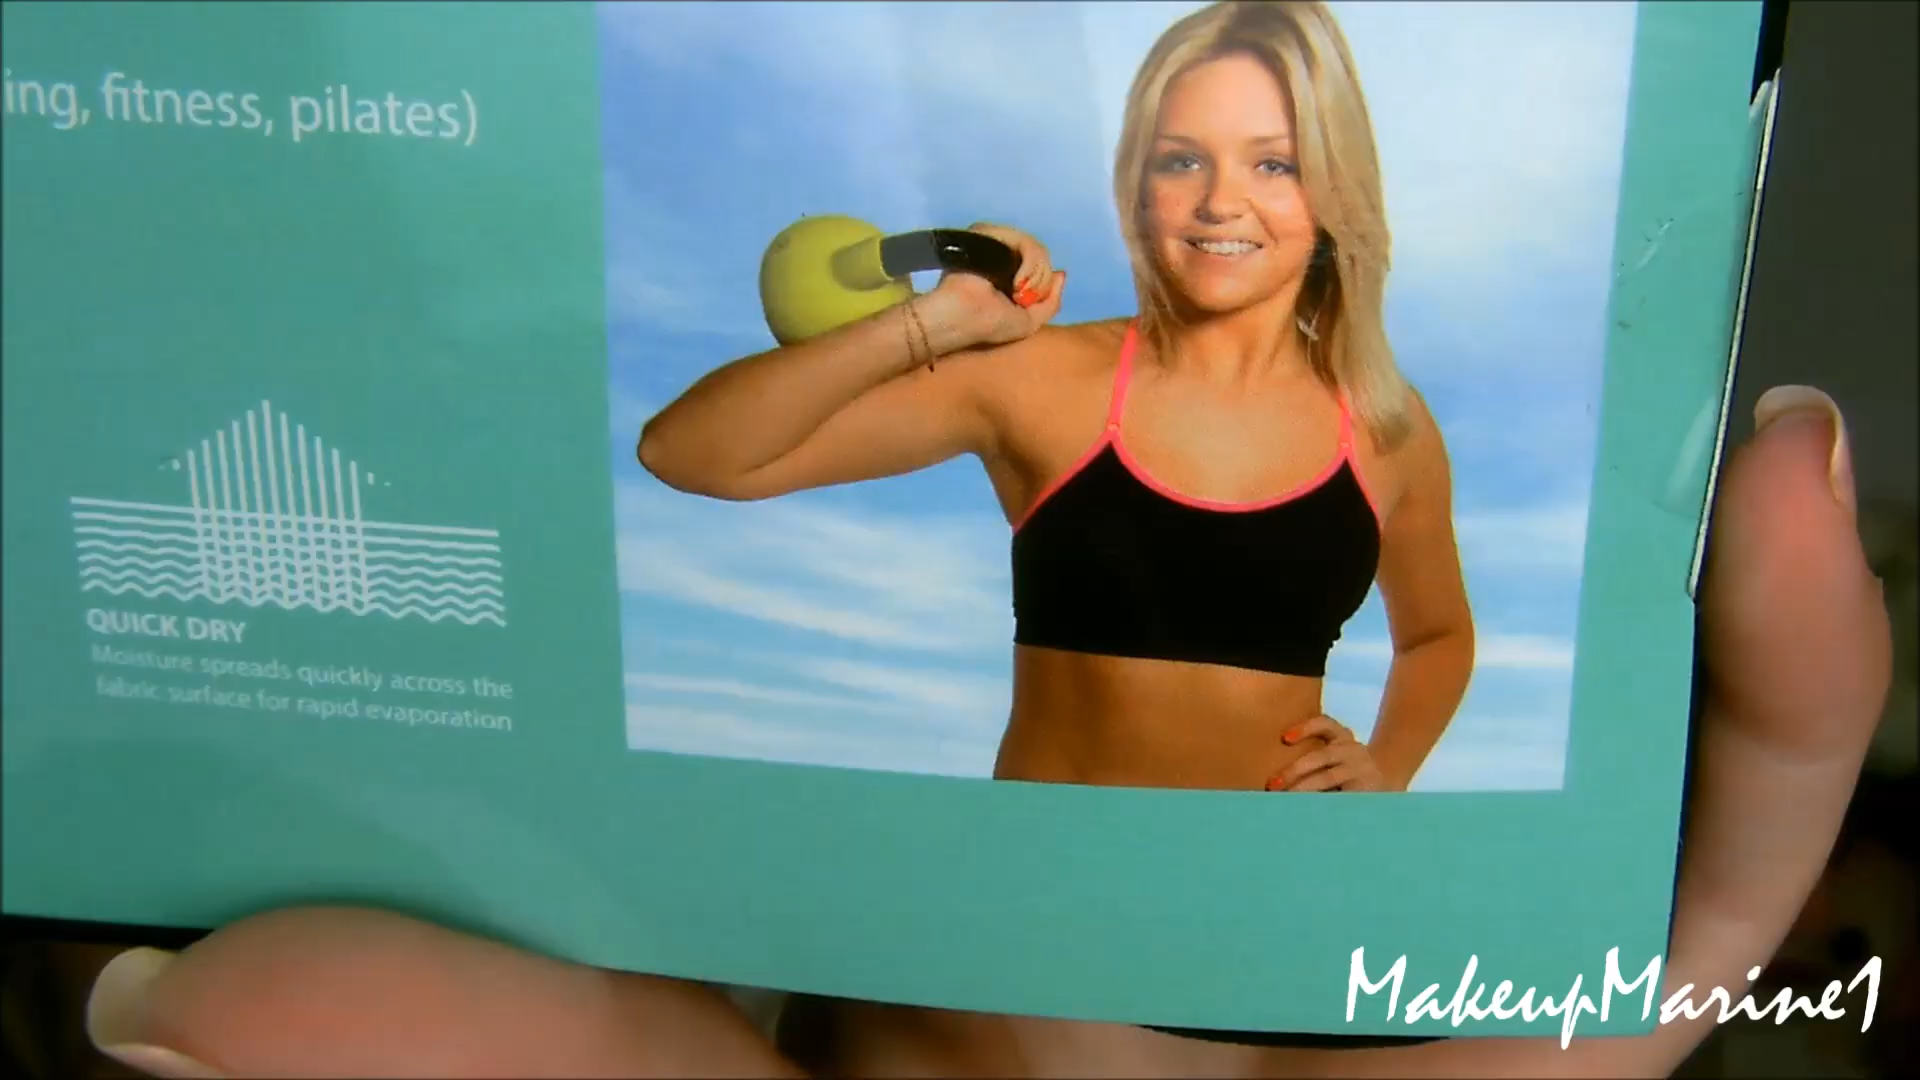 ing, fitness, pilates)
QUICK DRY
Moisture spreads quickly across the
fabric surface for rapid evaporation
MakeupMarine1